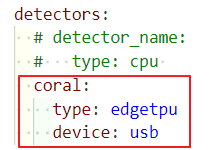 detectors:
  # detector_name:
  #   type: cpu
  coral:
    type: edgetpu
    device: usb